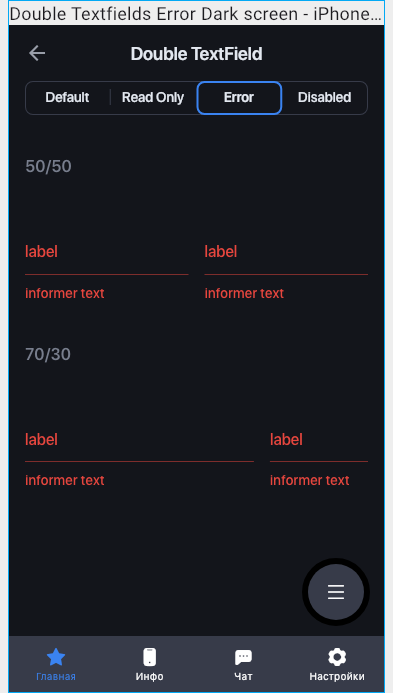 Double Textfields Error Dark screen - iPhone...
Double TextField
Default Read Only Error Disabled
50/50
label label
informer text informer text
70/30
label label
informer text informer text
Главная Инфо Чат Настройки